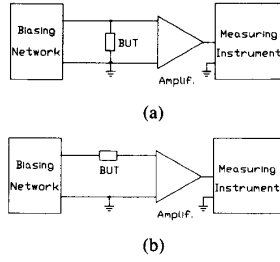 Biasing
Network
BUT
Amplif.
Measuring
Instrument
(a)
Biasing
Network
BUT
Amplif.
Measuring
Instrument
(b)